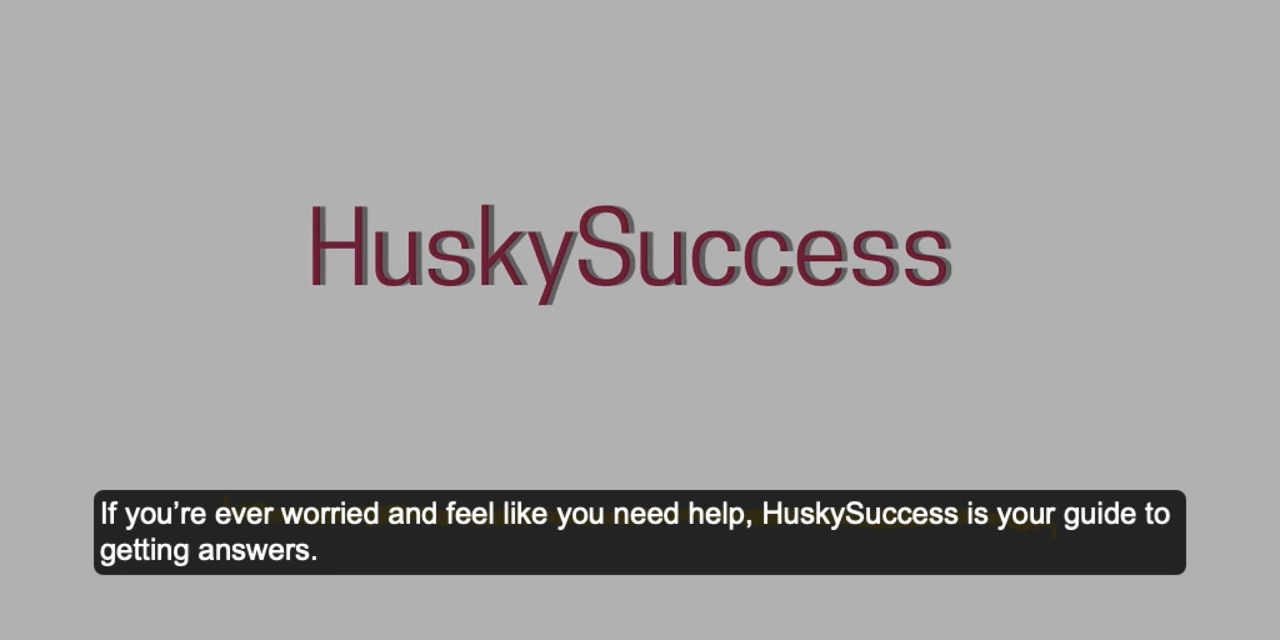 HuskySuccess
If you’re ever worried and feel like you need help, HuskySuccess is your guide to
getting answers.